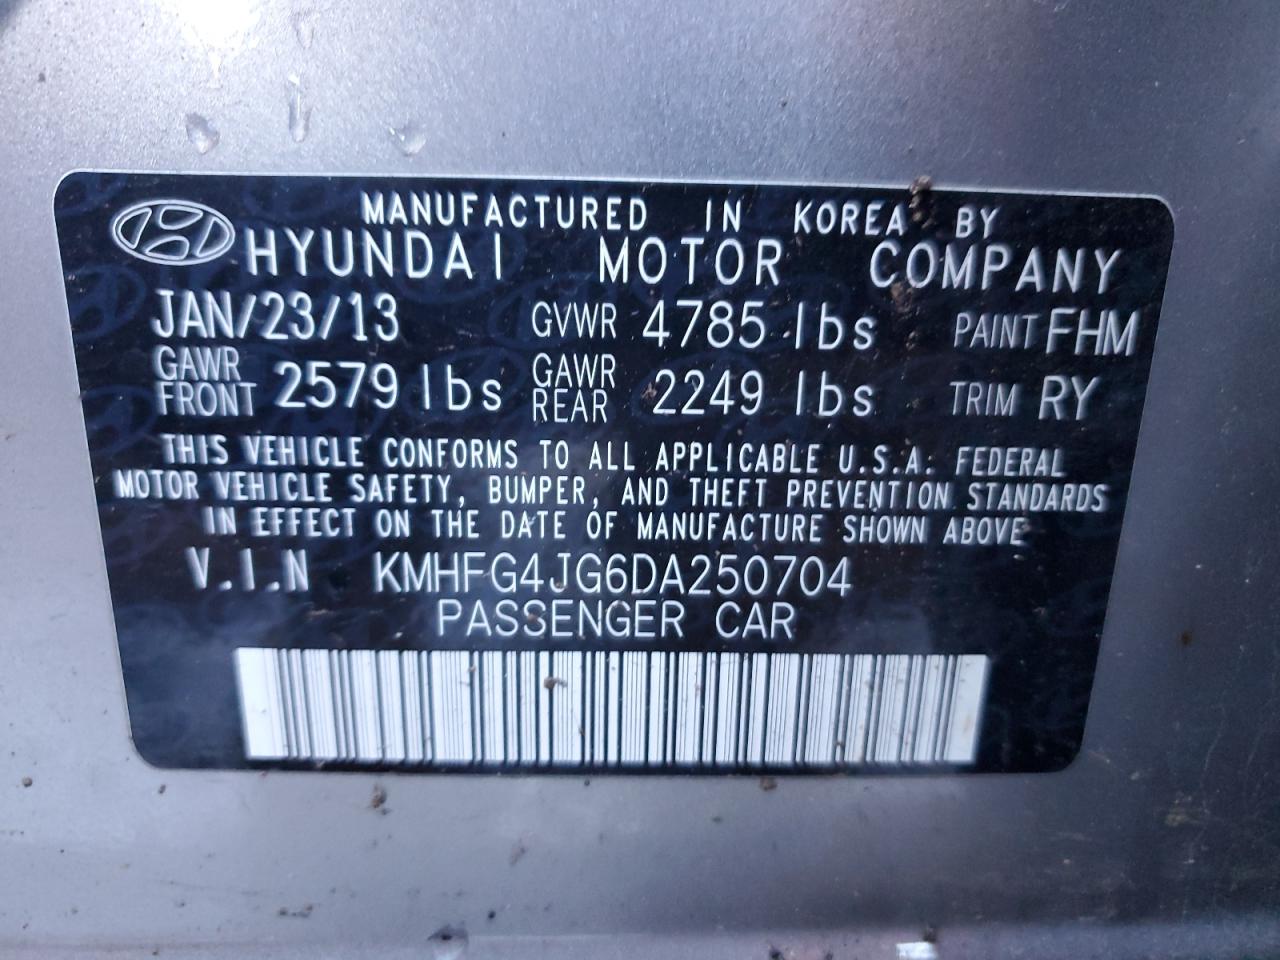 MANUFACTURED IN KOREA BY
HYUNDAI MOTOR COMPANY
JAN/23/13 GVWR 4785 lbs PAINT FHM
GAWR FRONT 2579 lbs GAWR REAR 2249 lbs TRIM RY
THIS VEHICLE CONFORMS TO ALL APPLICABLE U.S.A. FEDERAL
MOTOR VEHICLE SAFETY, BUMPER, AND THEFT PREVENTION STANDARDS
IN EFFECT ON THE DATE OF MANUFACTURE SHOWN ABOVE
V.I.N KMHFG4JG6DA250704
PASSENGER CAR